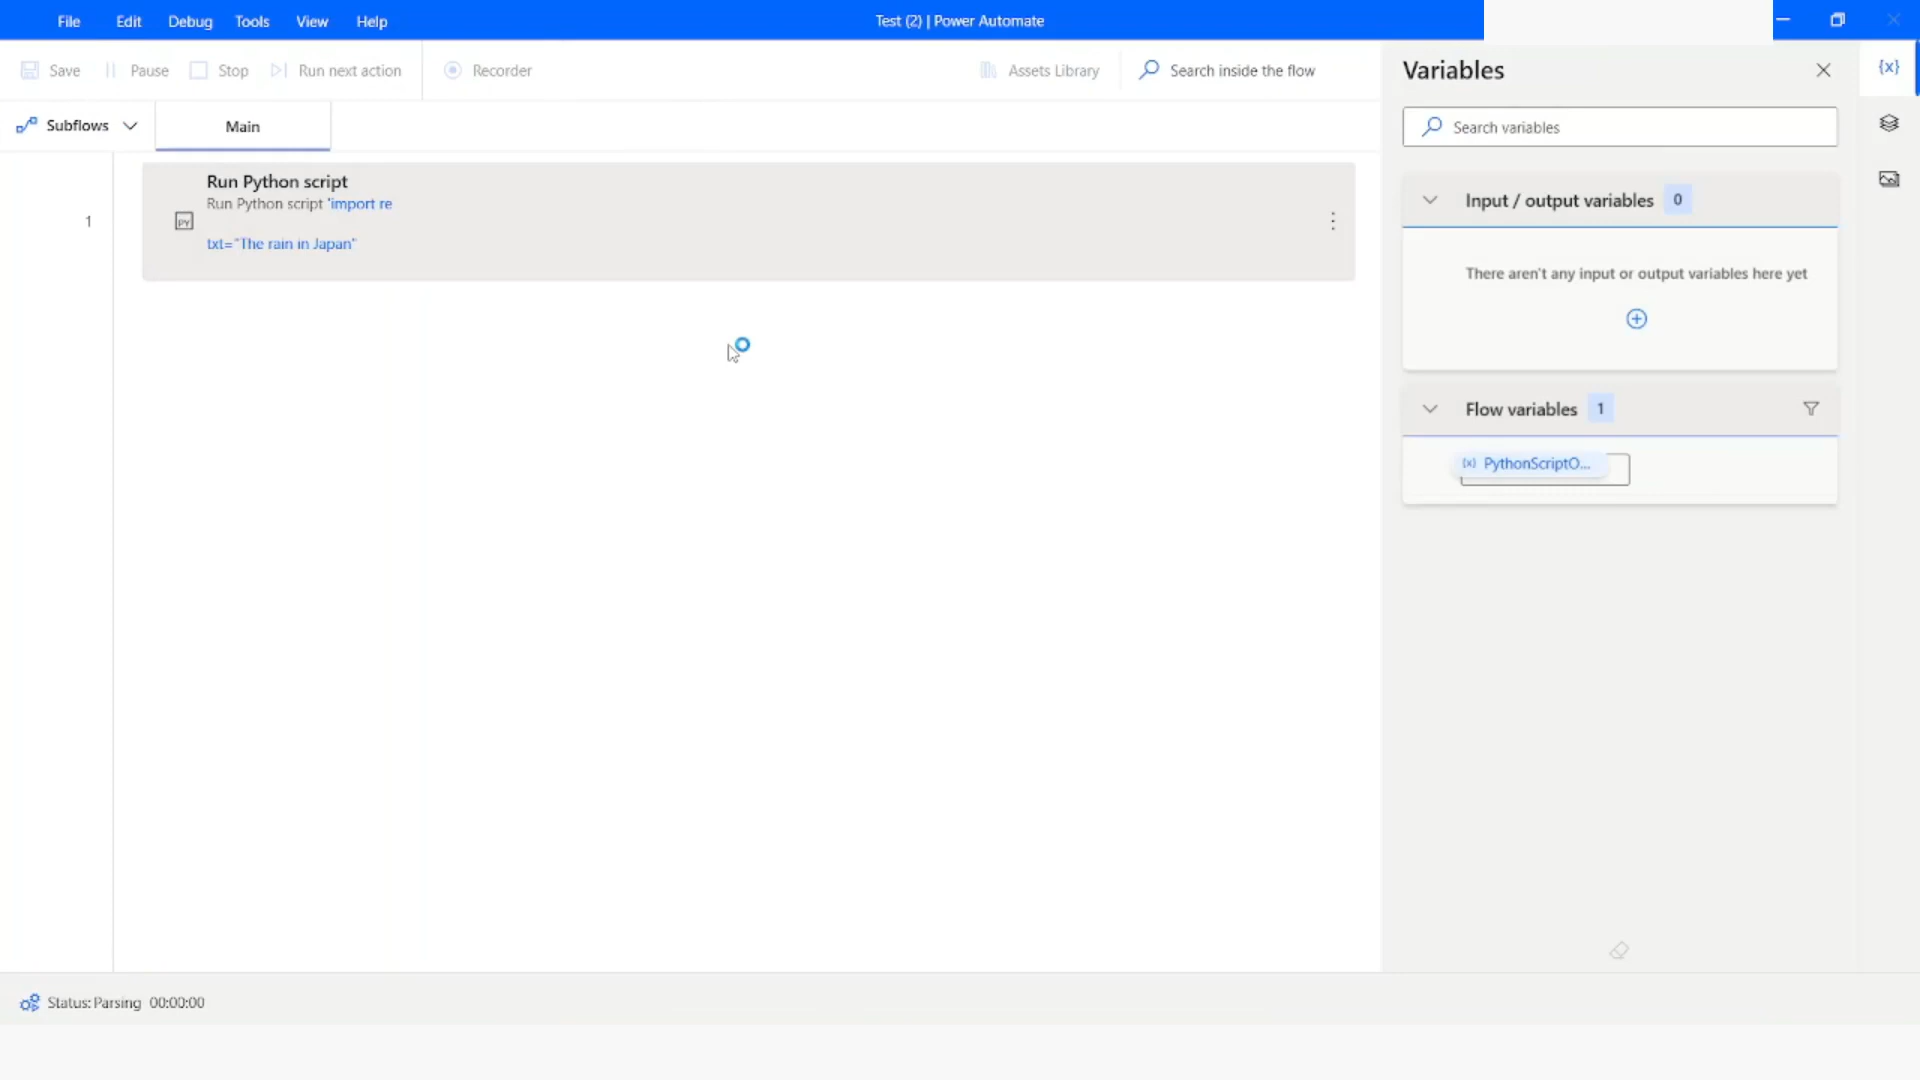 File Edit Debug Tools View Help
Test (2) | Power Automate
Save Pause Stop Run next action Recorder
Assets Library Search inside the flow
Variables
{x}
Subflows Main
Search variables
1
Run Python script
Run Python script 'import re
PY
txt="The rain in Japan"
Input / output variables 0
There aren't any input or output variables here yet
Flow variables 1
{x} PythonScriptO...
Status: Parsing 00:00:00